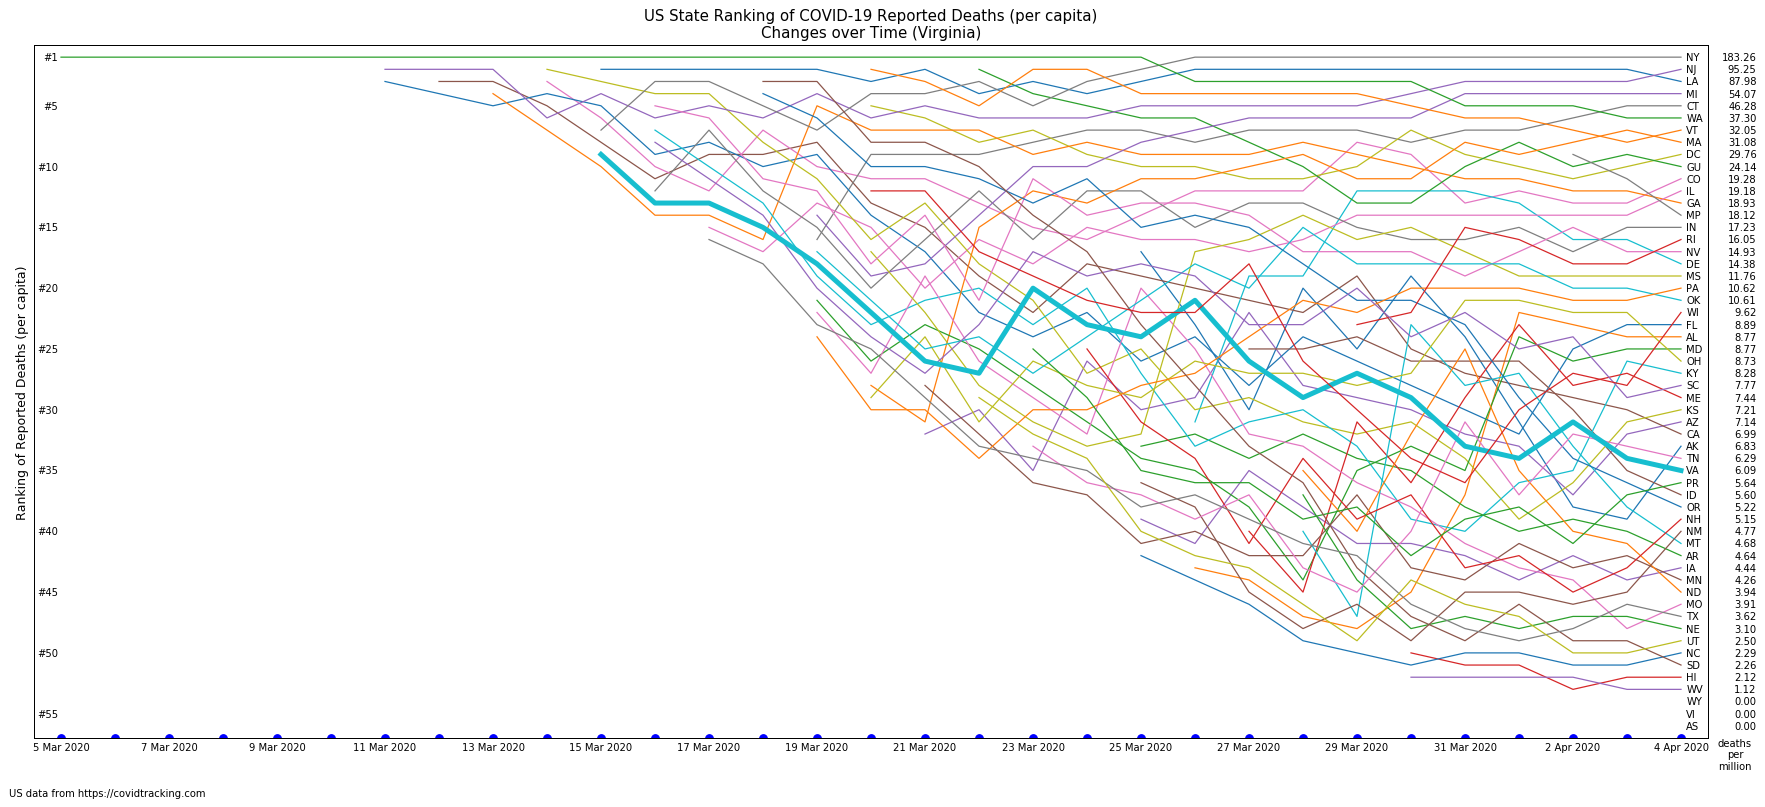 US State Ranking of COVID-19 Reported Deaths (per capita)
Changes over Time (Virginia)
Ranking of Reported Deaths (per capita)
#1
#5
#10
#15
#20
#25
#30
#35
#40
#45
#50
#55
NY 183.26
NJ 95.25
LA 87.98
MI 54.07
CT 46.28
WA 37.30
VT 32.05
MA 31.08
DC 29.76
GU 24.14
CO 19.28
IL 19.18
GA 18.93
MP 18.12
IN 17.23
RI 16.05
NV 14.93
DE 14.38
MS 11.76
PA 10.62
OK 10.61
WI 9.62
FL 8.89
AL 8.77
MD 8.77
OH 8.73
KY 8.28
SC 7.77
ME 7.44
KS 7.21
AZ 7.14
CA 6.99
AK 6.83
TN 6.29
VA 6.09
PR 5.64
ID 5.60
OR 5.22
NH 5.15
NM 4.77
MT 4.68
AR 4.64
IA 4.44
MN 4.26
ND 3.94
MO 3.91
TX 3.62
NE 3.10
UT 2.50
NC 2.29
SD 2.26
HI 2.12
WV 1.12
WY 0.00
VI 0.00
AS 0.00
5 Mar 2020 7 Mar 2020 9 Mar 2020 11 Mar 2020 13 Mar 2020 15 Mar 2020 17 Mar 2020 19 Mar 2020 21 Mar 2020 23 Mar 2020 25 Mar 2020 27 Mar 2020 29 Mar 2020 31 Mar 2020 2 Apr 2020 4 Apr 2020
deaths
per
million
US data from https://covidtracking.com